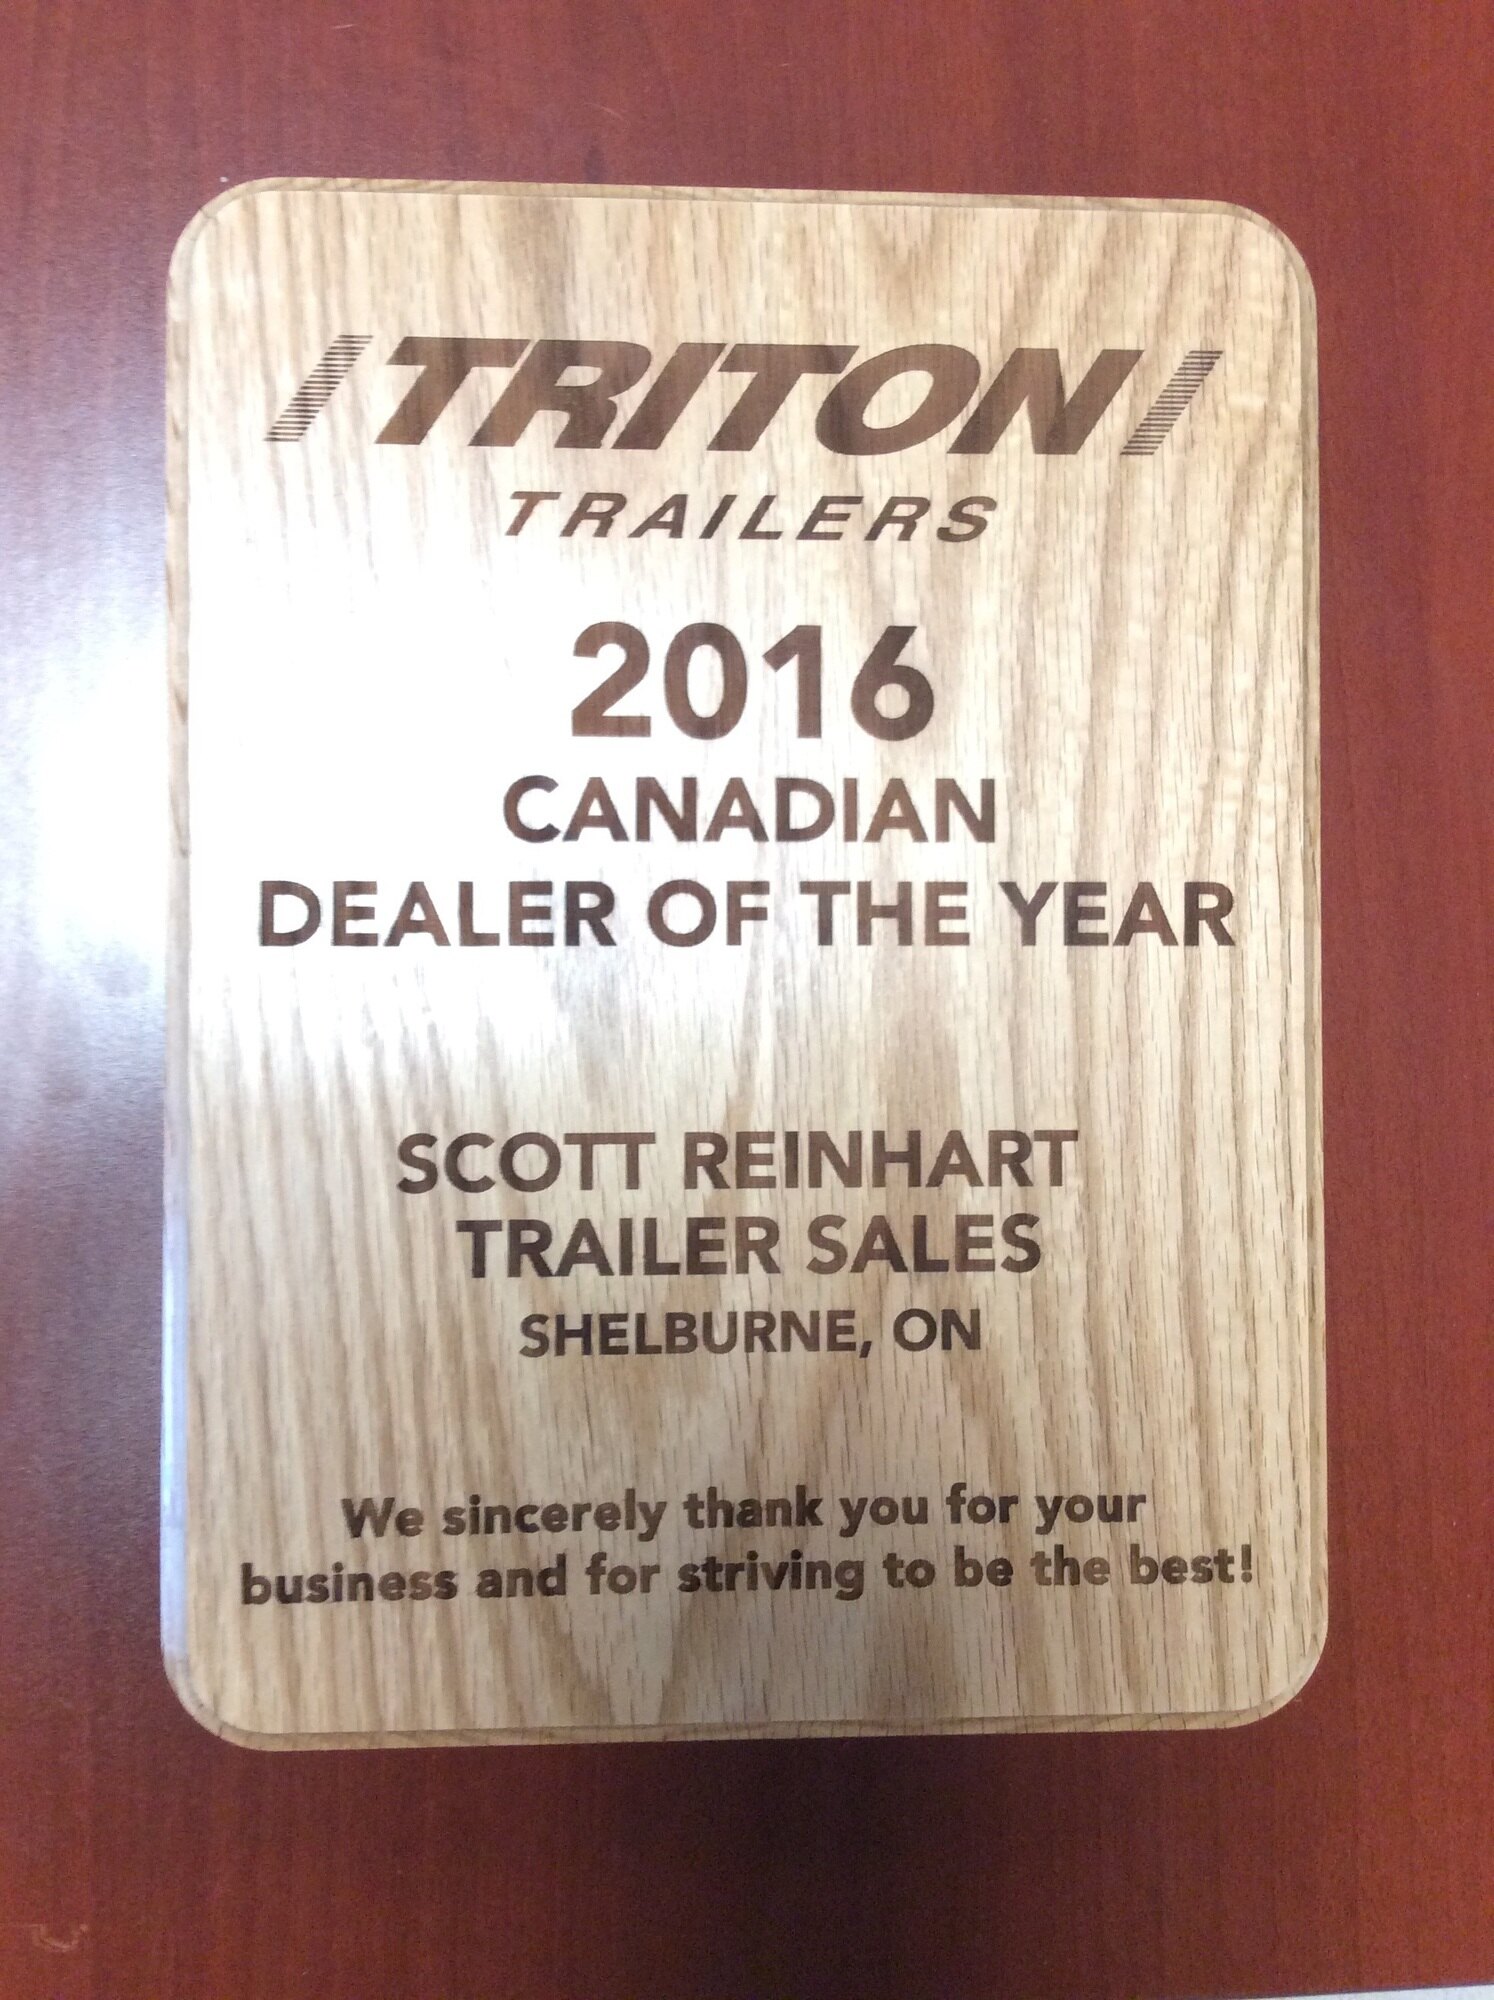 TRITON
TRAILERS
2016
CANADIAN
DEALER OF THE YEAR
SCOTT REINHART
TRAILER SALES
SHELBURNE, ON
We sincerely thank you for your
business and for striving to be the best!